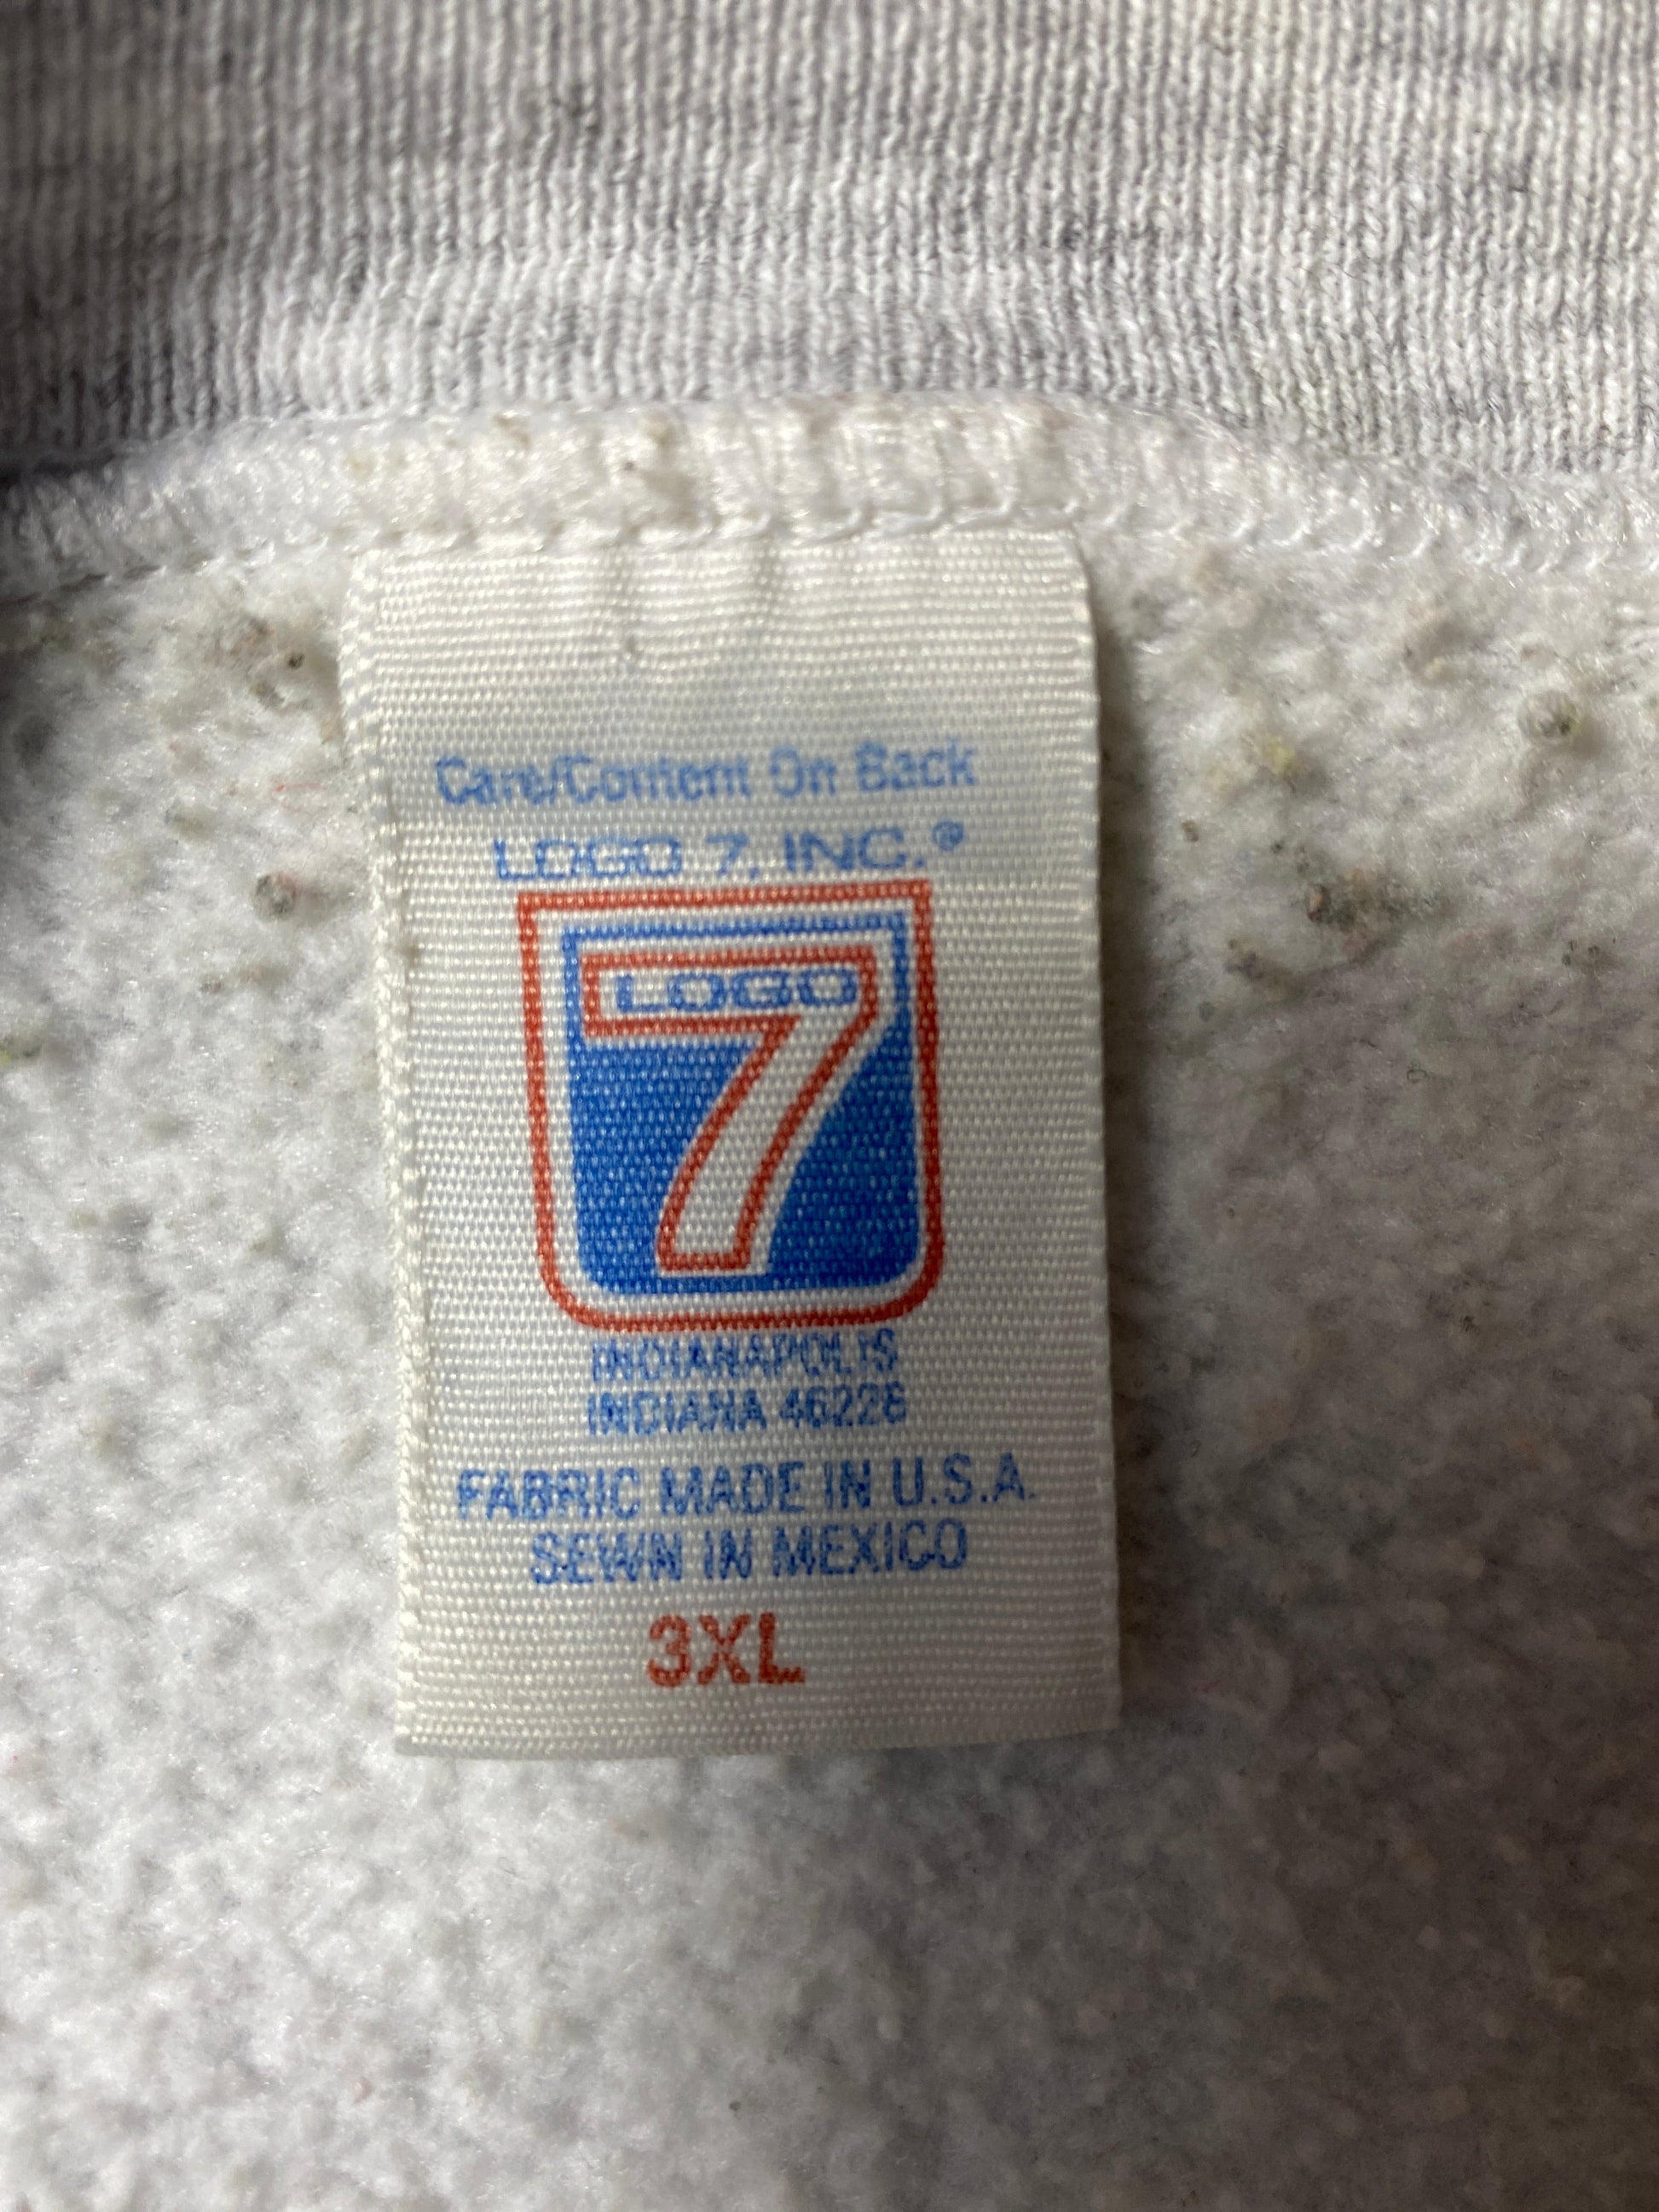 Care/Content On Back
LOGO 7, INC.®
LOGO
7
INDIANAPOLIS
INDIANA 46226
FABRIC MADE IN U.S.A.
SEWN IN MEXICO
3XL